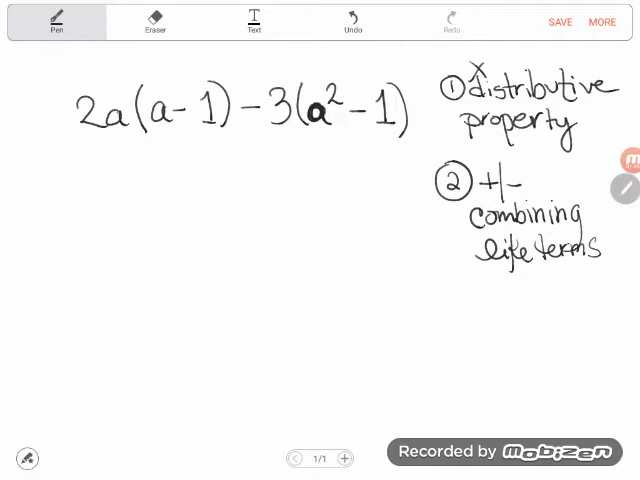 Pen
Eraser
Text
Undo
Redo
SAVE
MORE
2a(a-1)-3(a²-1)
① distributive
x
property
② +/-
combining
like terms
1/1
Recorded by mobizen